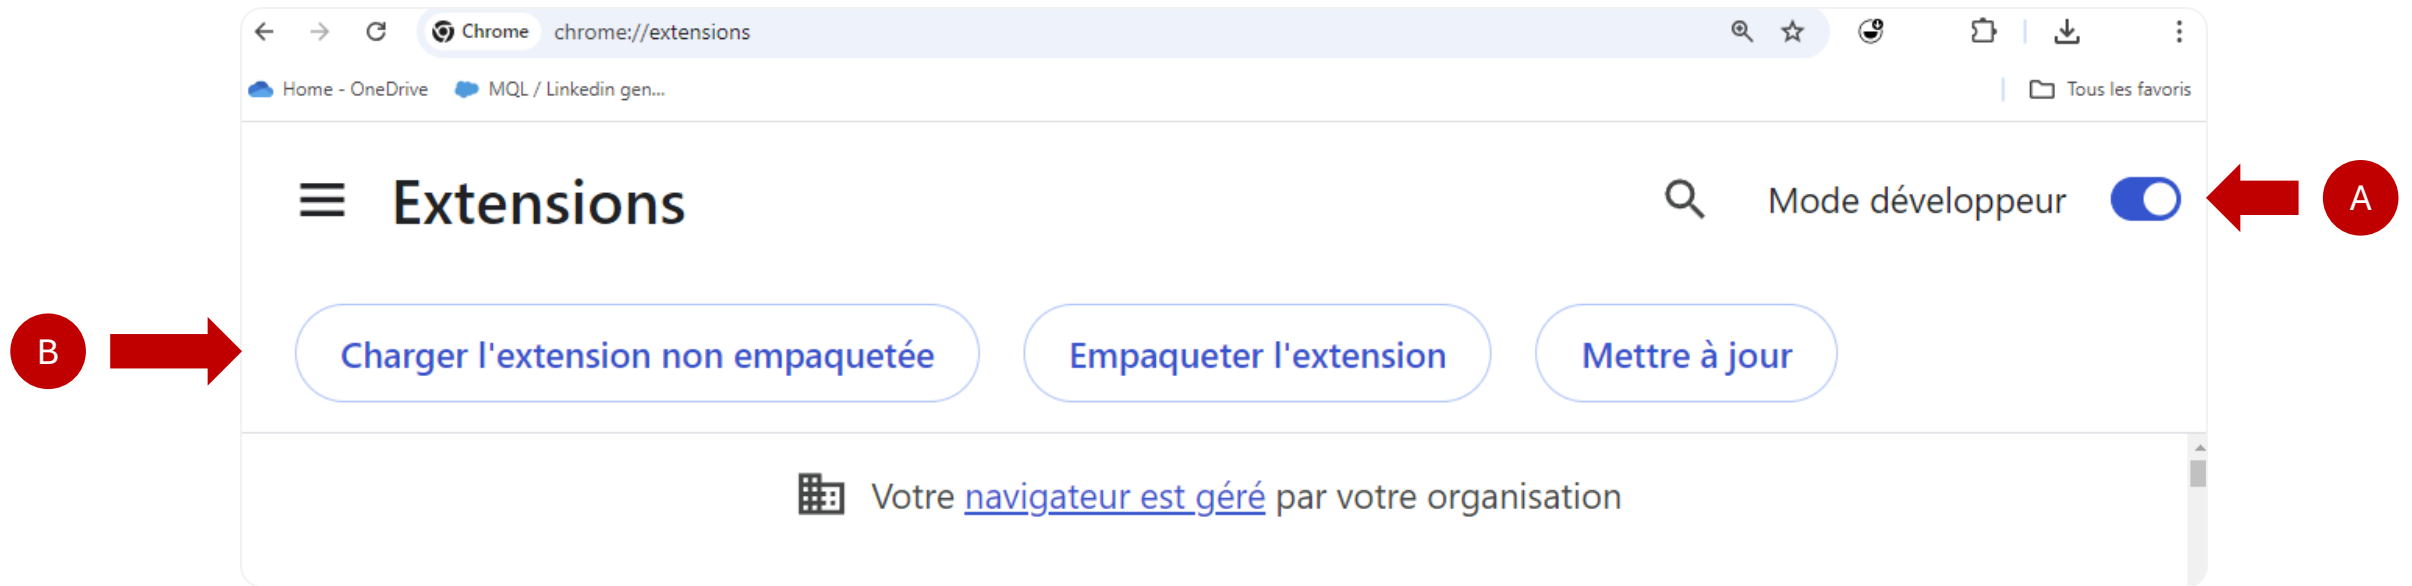 Chrome chrome://extensions
Home - OneDrive MQL / Linkedin gen... Tous les favoris
Extensions Mode développeur A
B Charger l'extension non empaquetée Empaqueter l'extension Mettre à jour
Votre navigateur est géré par votre organisation